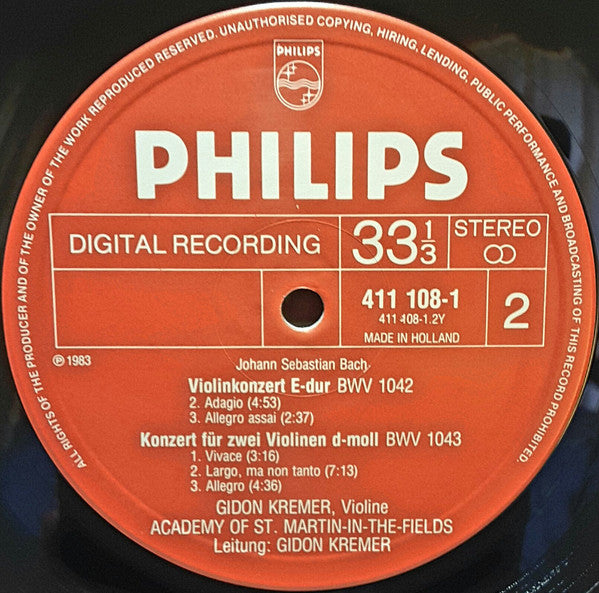 ALL RIGHTS OF THE PRODUCER AND OF THE OWNER OF THE WORK REPRODUCED RESERVED. UNAUTHORISED COPYING, HIRING, LENDING, PUBLIC PERFORMANCE AND BROADCASTING OF THIS RECORD PROHIBITED.
PHILIPS
PHILIPS
DIGITAL RECORDING
33 1/3
STEREO
411 108-1
411 108-1.2Y
MADE IN HOLLAND
2
℗ 1983
Johann Sebastian Bach
Violinkonzert E-dur BWV 1042
2. Adagio (4:53)
3. Allegro assai (2:37)
Konzert für zwei Violinen d-moll BWV 1043
1. Vivace (3:16)
2. Largo, ma non tanto (7:13)
3. Allegro (4:36)
GIDON KREMER, Violine
ACADEMY OF ST. MARTIN-IN-THE-FIELDS
Leitung: GIDON KREMER